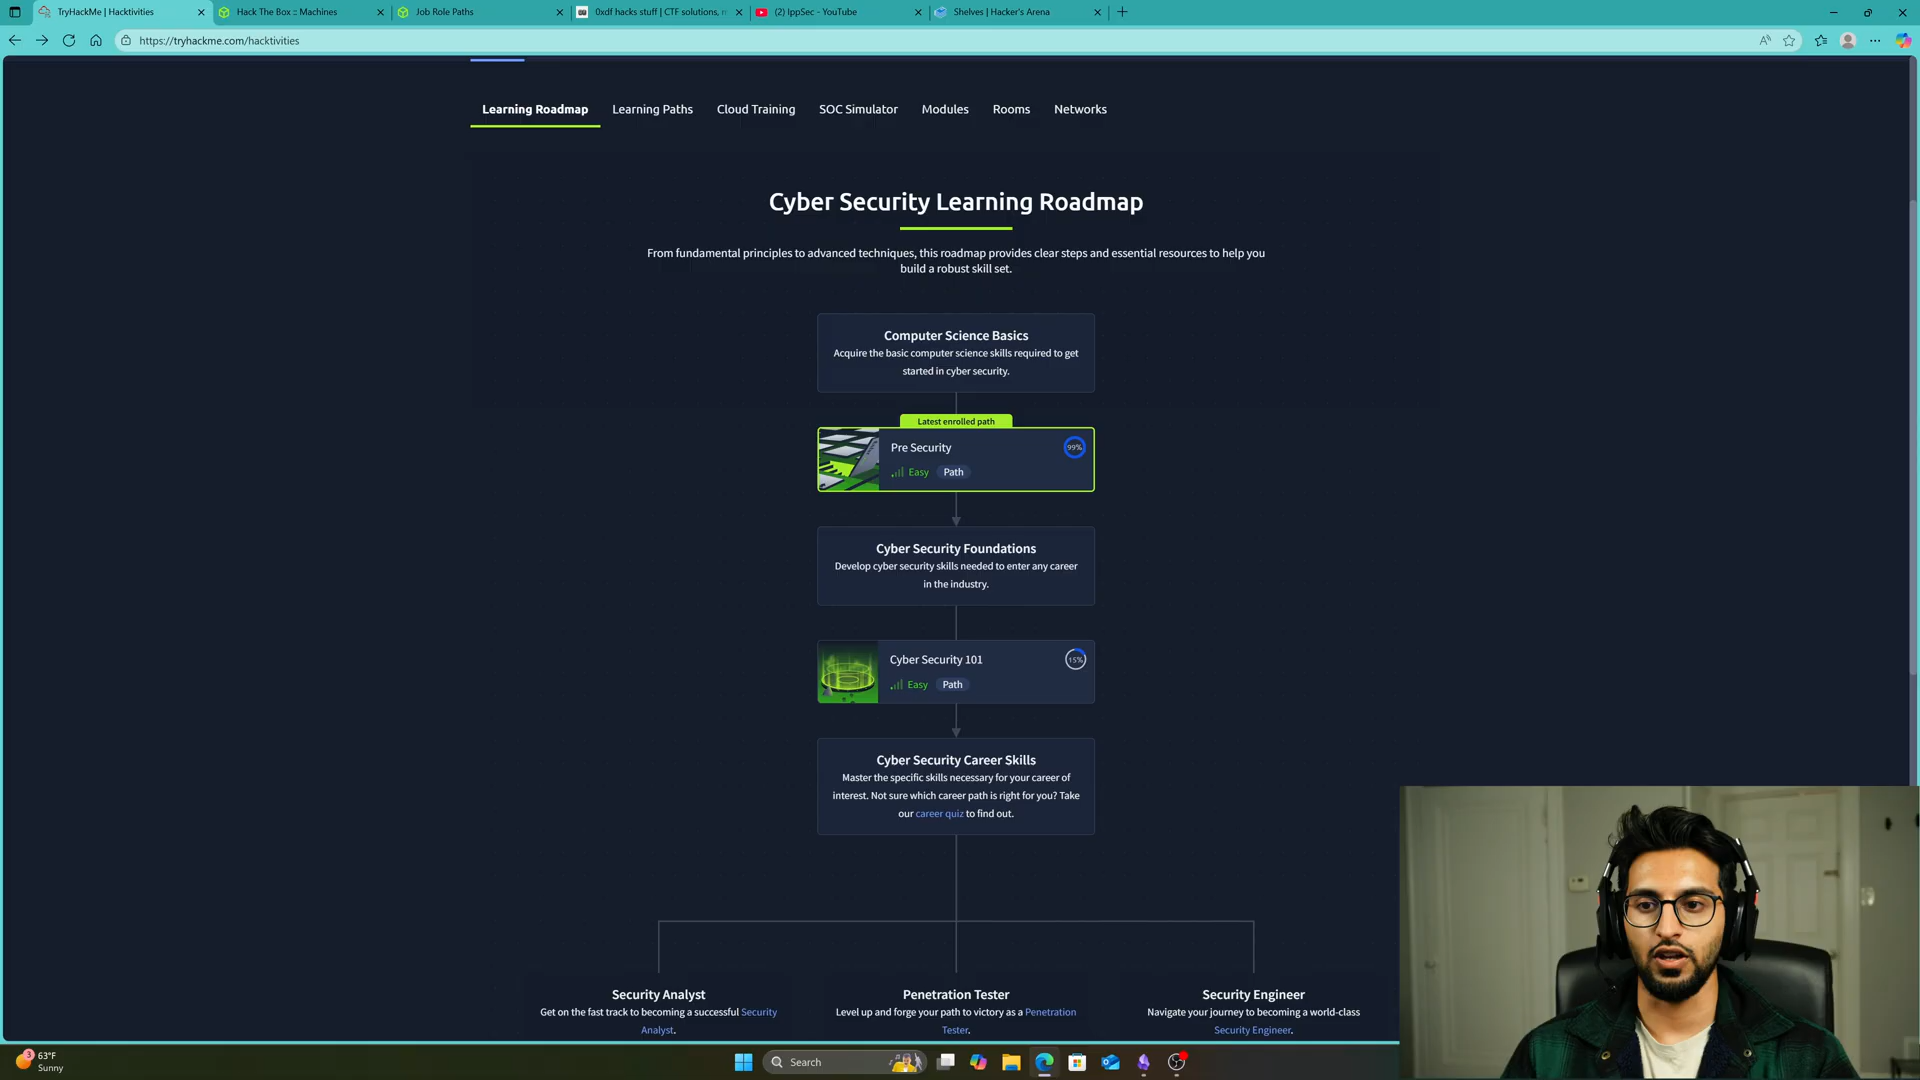 TryHackMe | Hacktivities
Hack The Box :: Machines
Job Role Paths
0xdf hacks stuff | CTF solutions, m
(2) IppSec - YouTube
Shelves | Hacker's Arena
https://tryhackme.com/hacktivities
Learning Roadmap
Learning Paths
Cloud Training
SOC Simulator
Modules
Rooms
Networks
Cyber Security Learning Roadmap
From fundamental principles to advanced techniques, this roadmap provides clear steps and essential resources to help you
build a robust skill set.
Computer Science Basics
Acquire the basic computer science skills required to get
started in cyber security.
Latest enrolled path
Pre Security
99%
Easy
Path
Cyber Security Foundations
Develop cyber security skills needed to enter any career
in the industry.
Cyber Security 101
15%
Easy
Path
Cyber Security Career Skills
Master the specific skills necessary for your career of
interest. Not sure which career path is right for you? Take
our career quiz to find out.
Security Analyst
Get on the fast track to becoming a successful Security
Analyst.
Penetration Tester
Level up and forge your path to victory as a Penetration
Tester.
Security Engineer
Navigate your journey to becoming a world-class
Security Engineer.
3
63°F
Sunny
Search